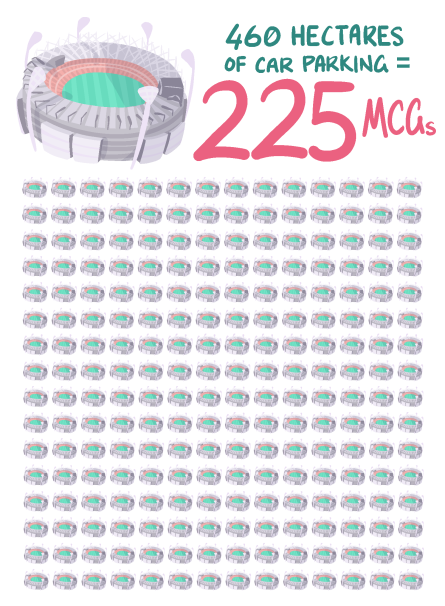 460 HECTARES
OF CAR PARKING =
225 MCGs